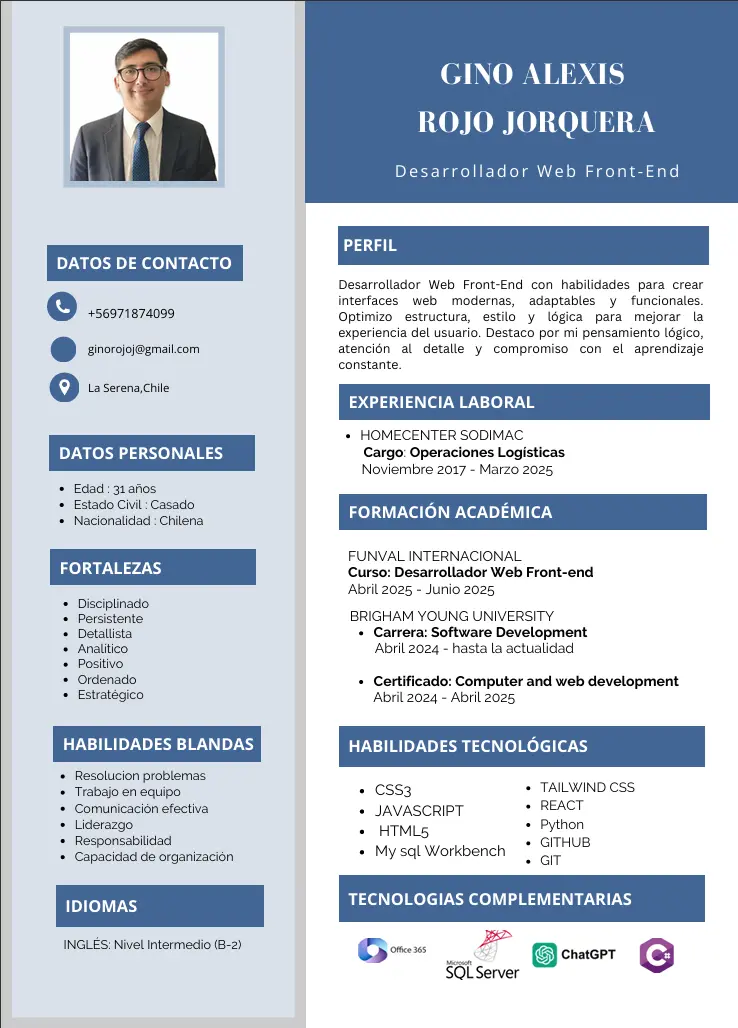 GINO ALEXIS
ROJO JORQUERA
Desarrollador Web Front-End
DATOS DE CONTACTO
+56971874099
ginorojoj@gmail.com
La Serena,Chile
DATOS PERSONALES
• Edad : 31 años
• Estado Civil : Casado
• Nacionalidad : Chilena
FORTALEZAS
• Disciplinado
• Persistente
• Detallista
• Analítico
• Positivo
• Ordenado
• Estratégico
HABILIDADES BLANDAS
• Resolucion problemas
• Trabajo en equipo
• Comunicación efectiva
• Liderazgo
• Responsabilidad
• Capacidad de organización
IDIOMAS
INGLÉS: Nivel Intermedio (B-2)
PERFIL
Desarrollador Web Front-End con habilidades para crear
interfaces web modernas, adaptables y funcionales.
Optimizo estructura, estilo y lógica para mejorar la
experiencia del usuario. Destaco por mi pensamiento lógico,
atención al detalle y compromiso con el aprendizaje
constante.
EXPERIENCIA LABORAL
• HOMECENTER SODIMAC
Cargo: Operaciones Logísticas
Noviembre 2017 - Marzo 2025
FORMACIÓN ACADÉMICA
FUNVAL INTERNACIONAL
Curso: Desarrollador Web Front-end
Abril 2025 - Junio 2025
BRIGHAM YOUNG UNIVERSITY
• Carrera: Software Development
Abril 2024 - hasta la actualidad
• Certificado: Computer and web development
Abril 2024 - Abril 2025
HABILIDADES TECNOLÓGICAS
• CSS3
• JAVASCRIPT
• HTML5
• My sql Workbench
• TAILWIND CSS
• REACT
• Python
• GITHUB
• GIT
TECNOLOGIAS COMPLEMENTARIAS
Office 365
Microsoft
SQL Server
ChatGPT
C#